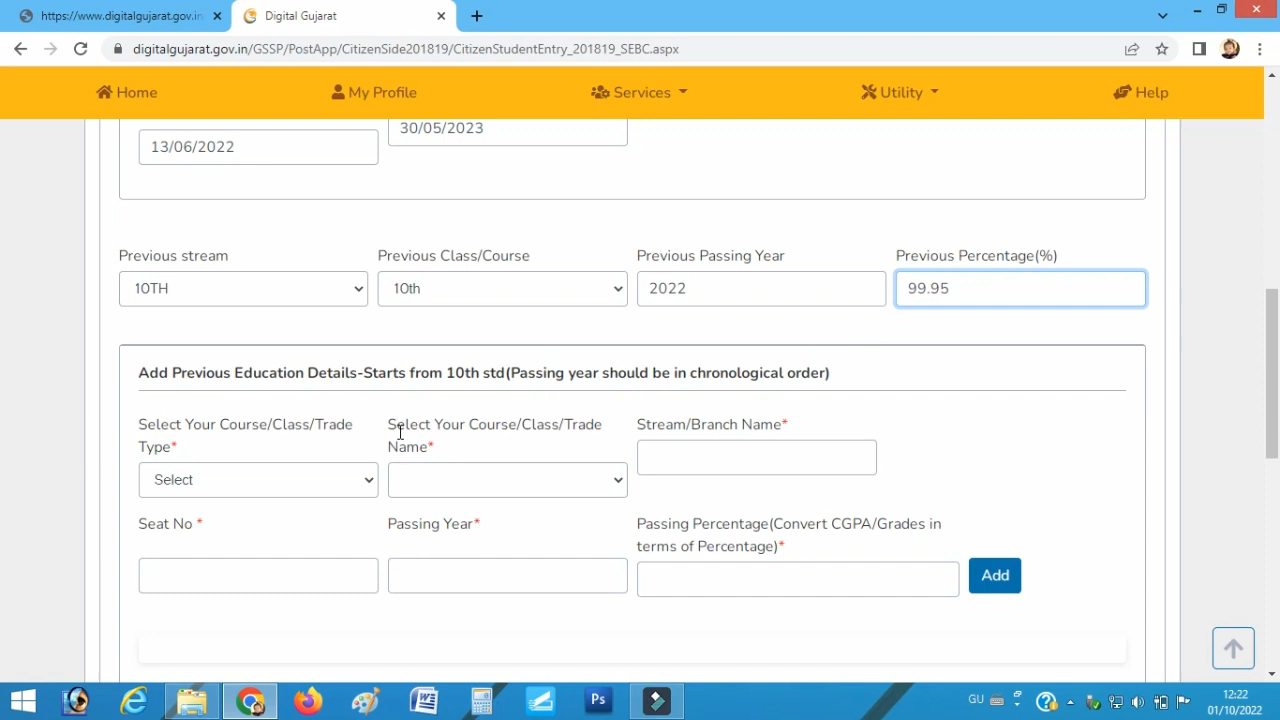 https://www.digitalgujarat.gov.in
Digital Gujarat
digitalgujarat.gov.in/GSSP/PostApp/CitizenSide201819/CitizenStudentEntry_201819_SEBC.aspx
Home
My Profile
Services
Utility
Help
13/06/2022
30/05/2023
Previous stream
Previous Class/Course
Previous Passing Year
Previous Percentage(%)
10TH
10th
2022
99.95
Add Previous Education Details-Starts from 10th std(Passing year should be in chronological order)
Select Your Course/Class/Trade
Type*
Select Your Course/Class/Trade
Name*
Stream/Branch Name*
Select
Seat No *
Passing Year*
Passing Percentage(Convert CGPA/Grades in
terms of Percentage)*
Add
GU
12:22
01/10/2022